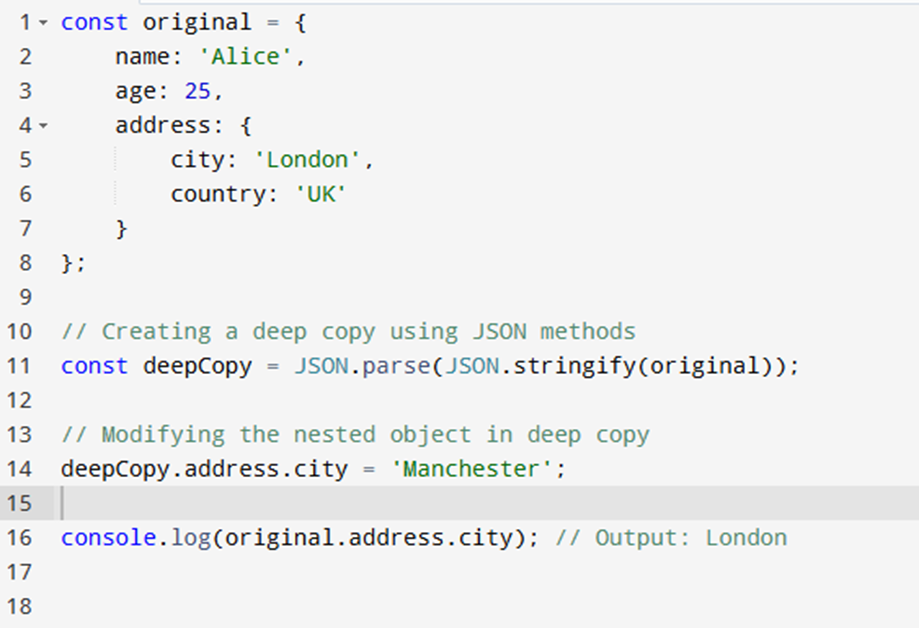 1 const original = {
2     name: 'Alice',
3     age: 25,
4     address: {
5         city: 'London',
6         country: 'UK'
7     }
8 };
9
10 // Creating a deep copy using JSON methods
11 const deepCopy = JSON.parse(JSON.stringify(original));
12
13 // Modifying the nested object in deep copy
14 deepCopy.address.city = 'Manchester';
15
16 console.log(original.address.city); // Output: London
17
18